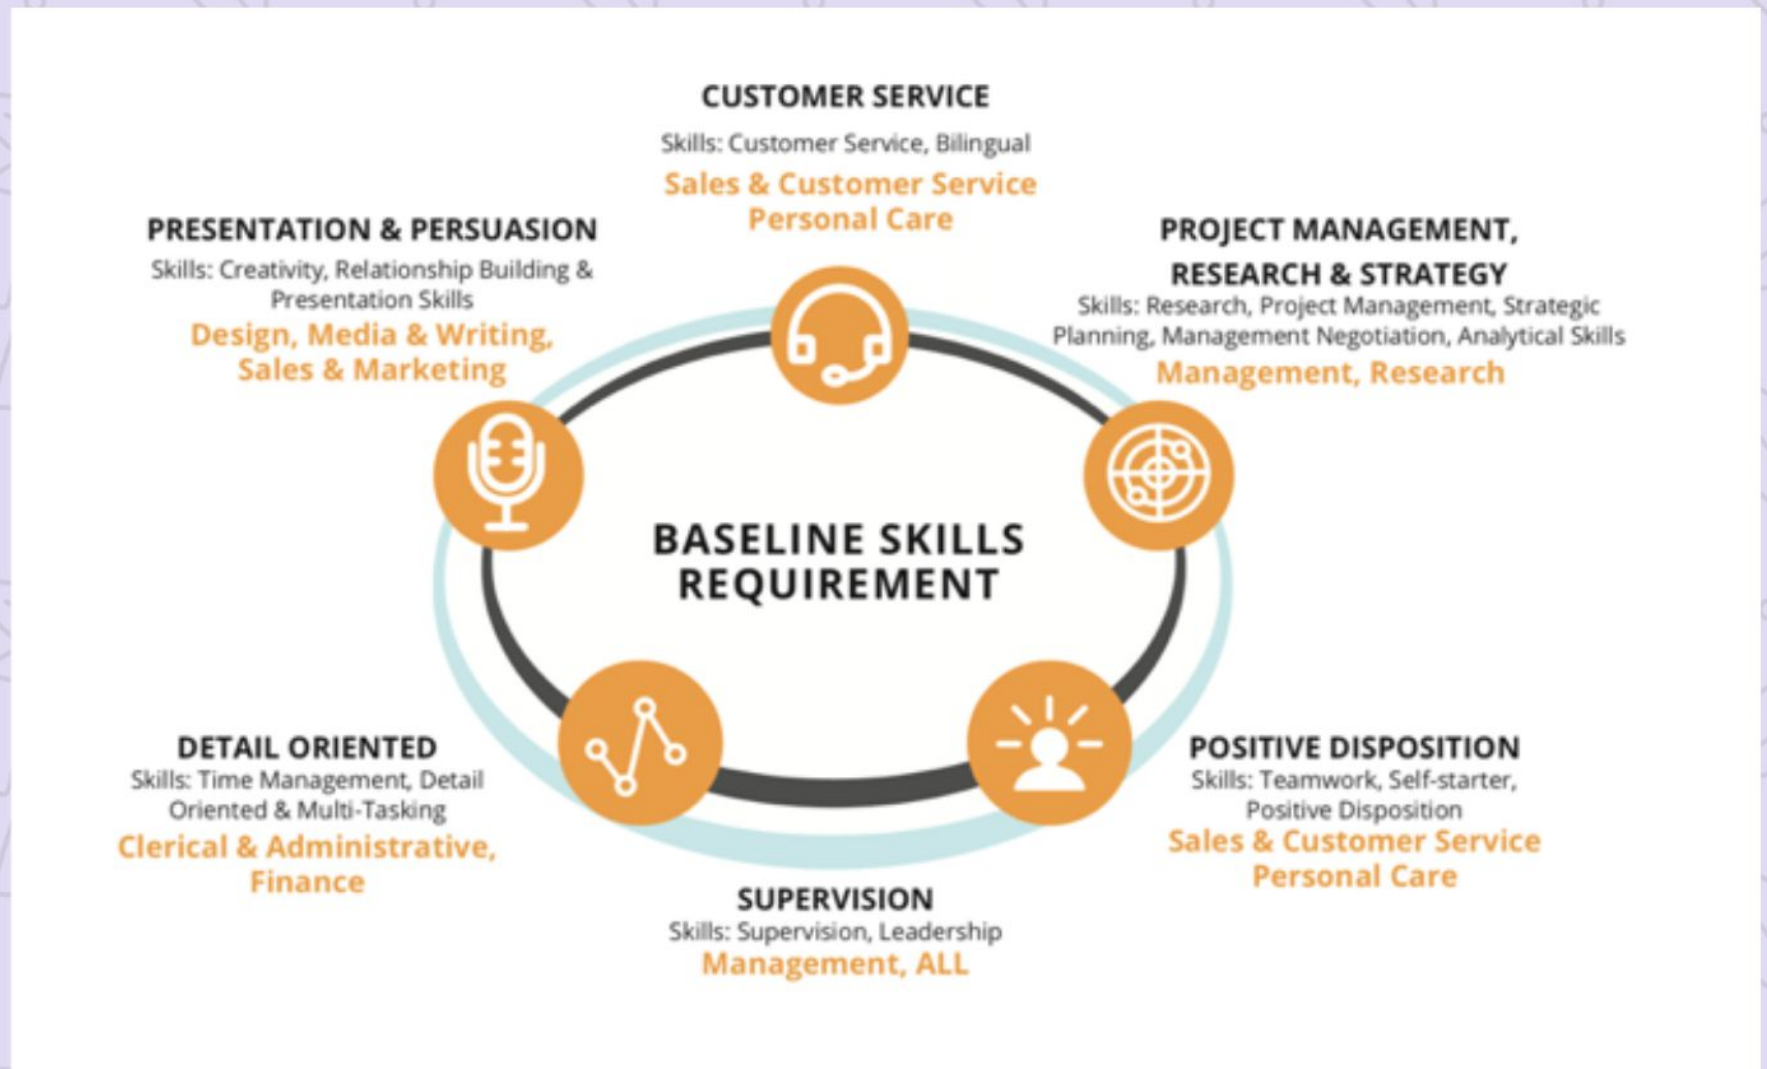 CUSTOMER SERVICE
Skills: Customer Service, Bilingual
Sales & Customer Service
Personal Care
PRESENTATION & PERSUASION
Skills: Creativity, Relationship Building &
Presentation Skills
Design, Media & Writing,
Sales & Marketing
PROJECT MANAGEMENT,
RESEARCH & STRATEGY
Skills: Research, Project Management, Strategic
Planning, Management Negotiation, Analytical Skills
Management, Research
BASELINE SKILLS
REQUIREMENT
DETAIL ORIENTED
Skills: Time Management, Detail
Oriented & Multi-Tasking
Clerical & Administrative,
Finance
POSITIVE DISPOSITION
Skills: Teamwork, Self-starter,
Positive Disposition
Sales & Customer Service
Personal Care
SUPERVISION
Skills: Supervision, Leadership
Management, ALL